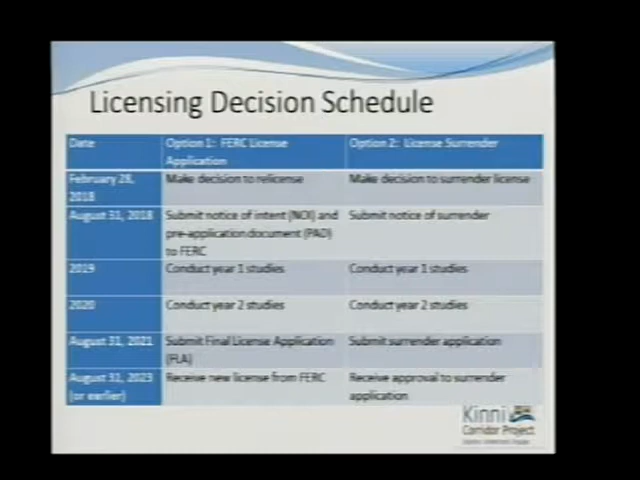 Licensing Decision Schedule
Date
Option 1: FERC License
Application
Option 2: License Surrender
February 28,
2018
Make decision to relicense
Make decision to surrender license
August 31, 2018
Submit notice of intent (NOI) and
pre-application document (PAD)
to FERC
Submit notice of surrender
2019
Conduct year 1 studies
Conduct year 1 studies
2020
Conduct year 2 studies
Conduct year 2 studies
August 31, 2021
Submit Final License Application
(FLA)
Submit surrender application
August 31, 2023
(or earlier)
Receive new license from FERC
Receive approval to surrender
application
Kinni
Corridor Project